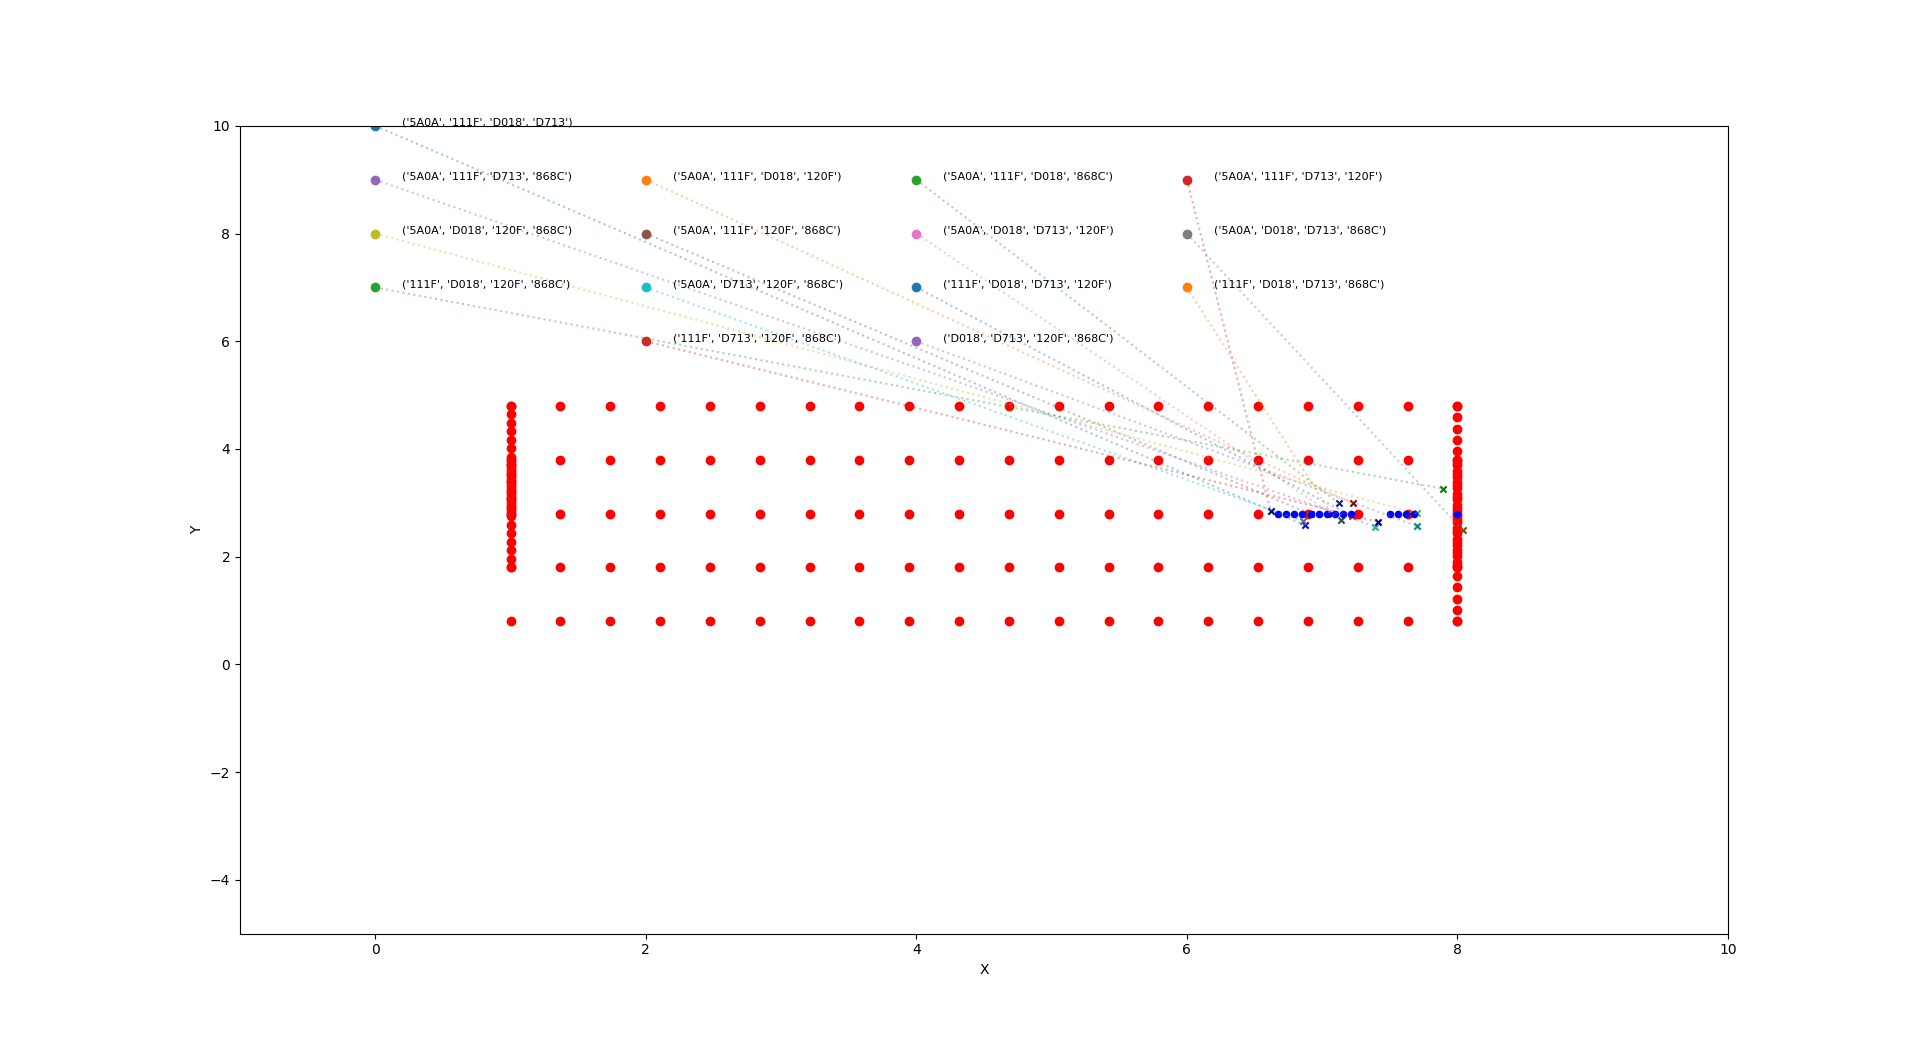 10
('5A0A', '111F', 'D018', 'D713')
('5A0A', '111F', 'D713', '868C')
('5A0A', '111F', 'D018', '120F')
('5A0A', '111F', 'D018', '868C')
('5A0A', '111F', 'D713', '120F')
8
('5A0A', 'D018', '120F', '868C')
('5A0A', '111F', '120F', '868C')
('5A0A', 'D018', 'D713', '120F')
('5A0A', 'D018', 'D713', '868C')
('111F', 'D018', '120F', '868C')
('5A0A', 'D713', '120F', '868C')
('111F', 'D018', 'D713', '120F')
('111F', 'D018', 'D713', '868C')
6
('111F', 'D713', '120F', '868C')
('D018', 'D713', '120F', '868C')
4
Y
2
0
−2
−4
0 2 4 6 8 10
X